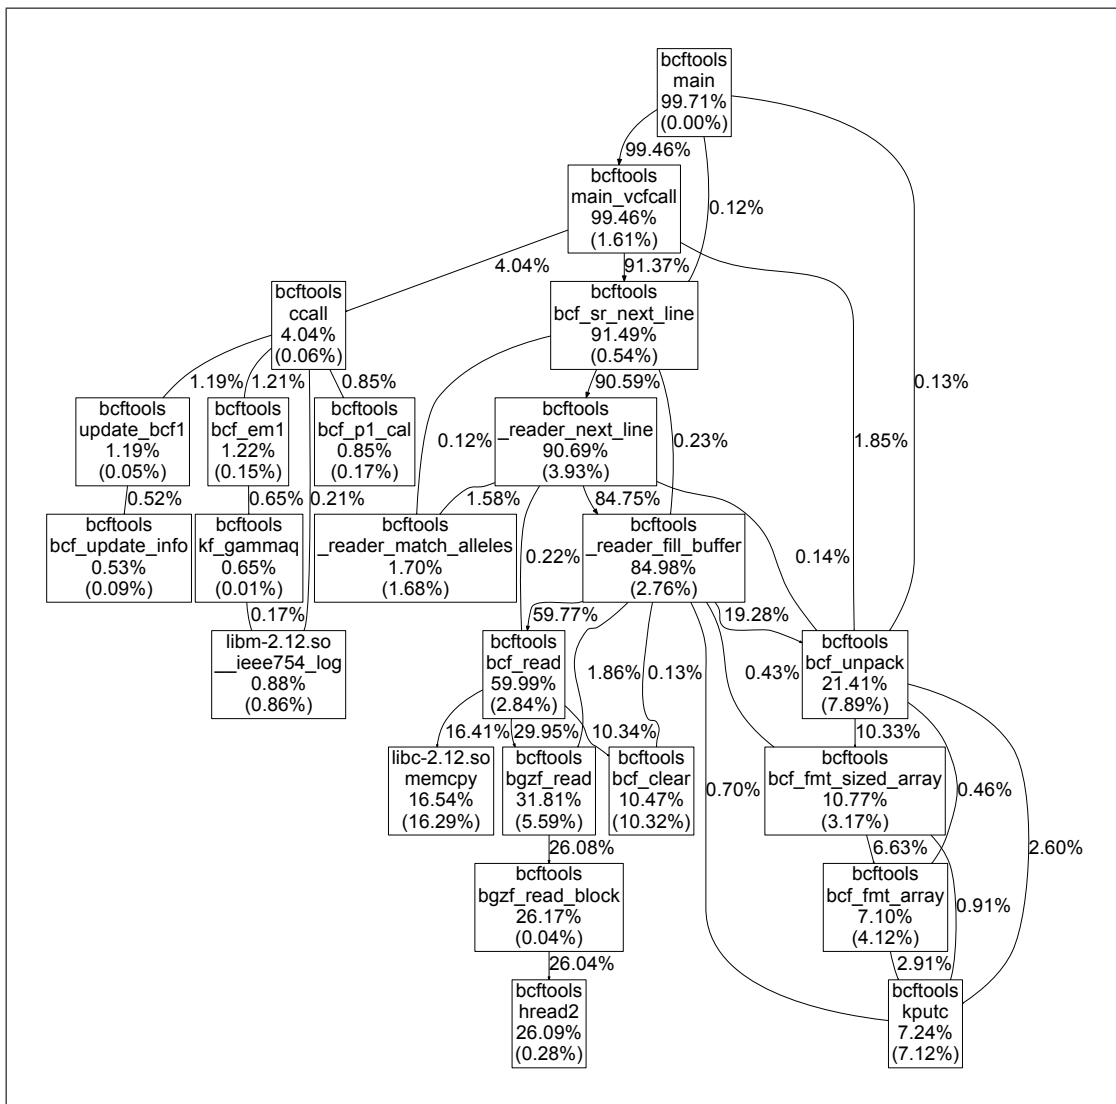 bcftools
main
99.71%
(0.00%)
99.46%
bcftools
main_vcfcall
99.46%
(1.61%)
0.12%
4.04%
91.37%
bcftools
ccall
4.04%
(0.06%)
bcftools
bcf_sr_next_line
91.49%
(0.54%)
1.19%
1.21%
0.85%
90.59%
0.13%
bcftools
update_bcf1
1.19%
(0.05%)
bcftools
bcf_em1
1.22%
(0.15%)
bcftools
bcf_p1_cal
0.85%
(0.17%)
0.12%
bcftools
_reader_next_line
90.69%
(3.93%)
0.23%
1.85%
0.52%
0.65%
0.21%
1.58%
84.75%
bcftools
bcf_update_info
0.53%
(0.09%)
bcftools
kf_gammaq
0.65%
(0.01%)
bcftools
_reader_match_alleles
1.70%
(1.68%)
0.22%
bcftools
_reader_fill_buffer
84.98%
(2.76%)
0.14%
0.17%
59.77%
19.28%
libm-2.12.so
__ieee754_log
0.88%
(0.86%)
bcftools
bcf_read
59.99%
(2.84%)
1.86%
0.13%
0.43%
bcftools
bcf_unpack
21.41%
(7.89%)
16.41%
29.95%
10.34%
10.33%
libc-2.12.so
memcpy
16.54%
(16.29%)
bcftools
bgzf_read
31.81%
(5.59%)
bcftools
bcf_clear
10.47%
(10.32%)
0.70%
bcftools
bcf_fmt_sized_array
10.77%
(3.17%)
0.46%
26.08%
6.63%
2.60%
bcftools
bgzf_read_block
26.17%
(0.04%)
bcftools
bcf_fmt_array
7.10%
(4.12%)
0.91%
26.04%
2.91%
bcftools
hread2
26.09%
(0.28%)
bcftools
kputc
7.24%
(7.12%)